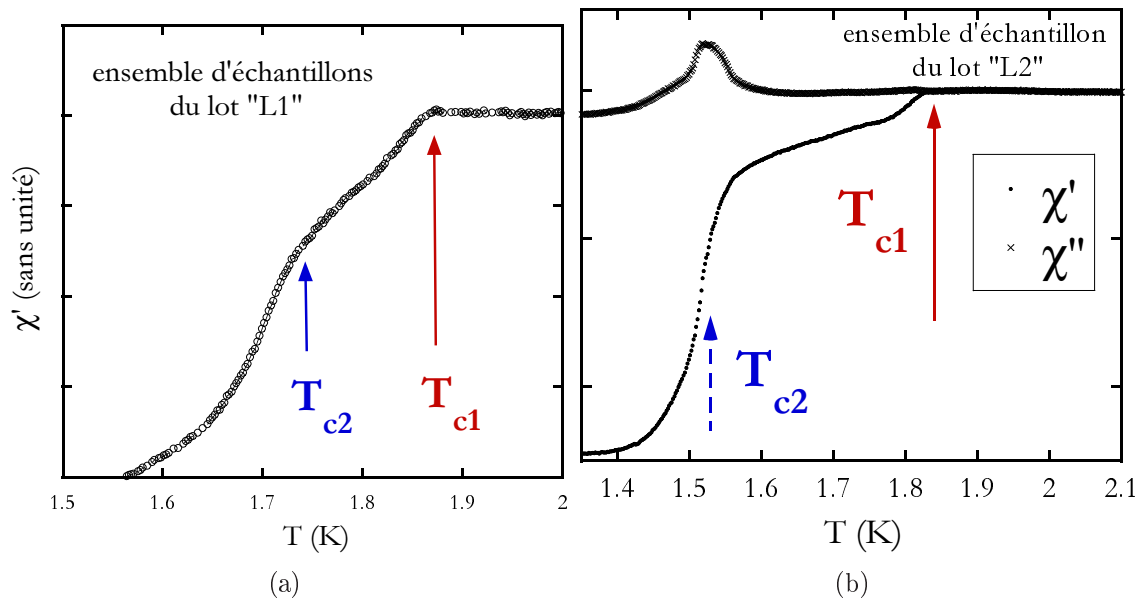 ensemble d'échantillons
du lot "L1"
χ' (sans unité)
T_c2
T_c1
1.5 1.6 1.7 1.8 1.9 2
T (K)
(a)
ensemble d'échantillon
du lot "L2"
χ'
χ"
T_c1
T_c2
1.4 1.5 1.6 1.7 1.8 1.9 2 2.1
T (K)
(b)